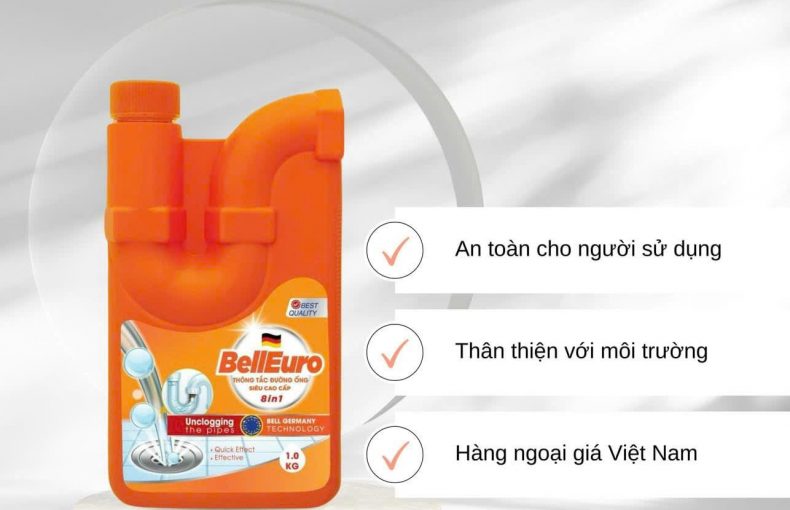 BEST
QUALITY
BellEuro
THÔNG TẮC ĐƯỜNG ỐNG
SIÊU CAO CẤP
8in1
Unclogging
the pipes
BELL GERMANY
TECHNOLOGY
Quick Effect
Effective
1.0
KG
An toàn cho người sử dụng
Thân thiện với môi trường
Hàng ngoại giá Việt Nam